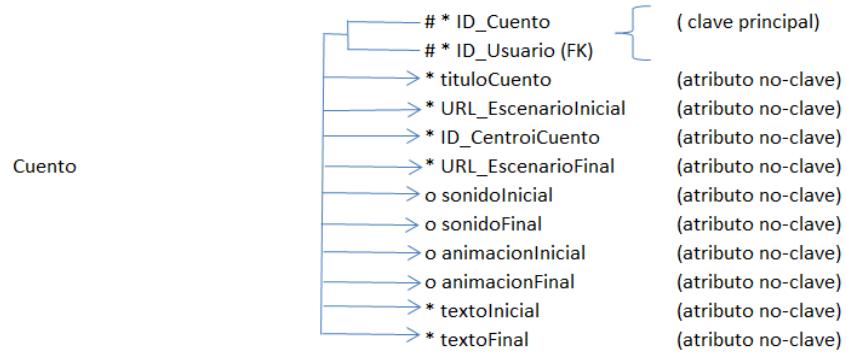 # * ID_Cuento ( clave principal)
# * ID_Usuario (FK)
* tituloCuento (atributo no-clave)
* URL_EscenarioInicial (atributo no-clave)
* ID_CentroiCuento (atributo no-clave)
Cuento * URL_EscenarioFinal (atributo no-clave)
o sonidoInicial (atributo no-clave)
o sonidoFinal (atributo no-clave)
o animacionInicial (atributo no-clave)
o animacionFinal (atributo no-clave)
* textoInicial (atributo no-clave)
* textoFinal (atributo no-clave)